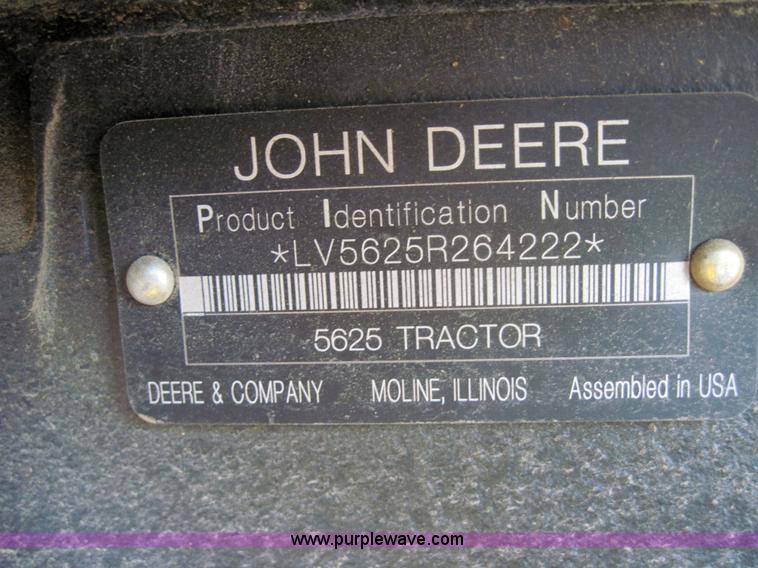 JOHN DEERE
Product Identification Number
*LV5625R264222*
5625 TRACTOR
DEERE & COMPANY MOLINE, ILLINOIS Assembled in USA
www.purplewave.com